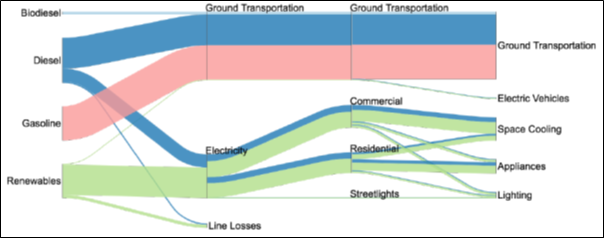 Biodiesel
Ground Transportation
Ground Transportation
Diesel
Ground Transportation
Gasoline
Electric Vehicles
Commercial
Space Cooling
Electricity
Residential
Appliances
Renewables
Streetlights
Lighting
Line Losses